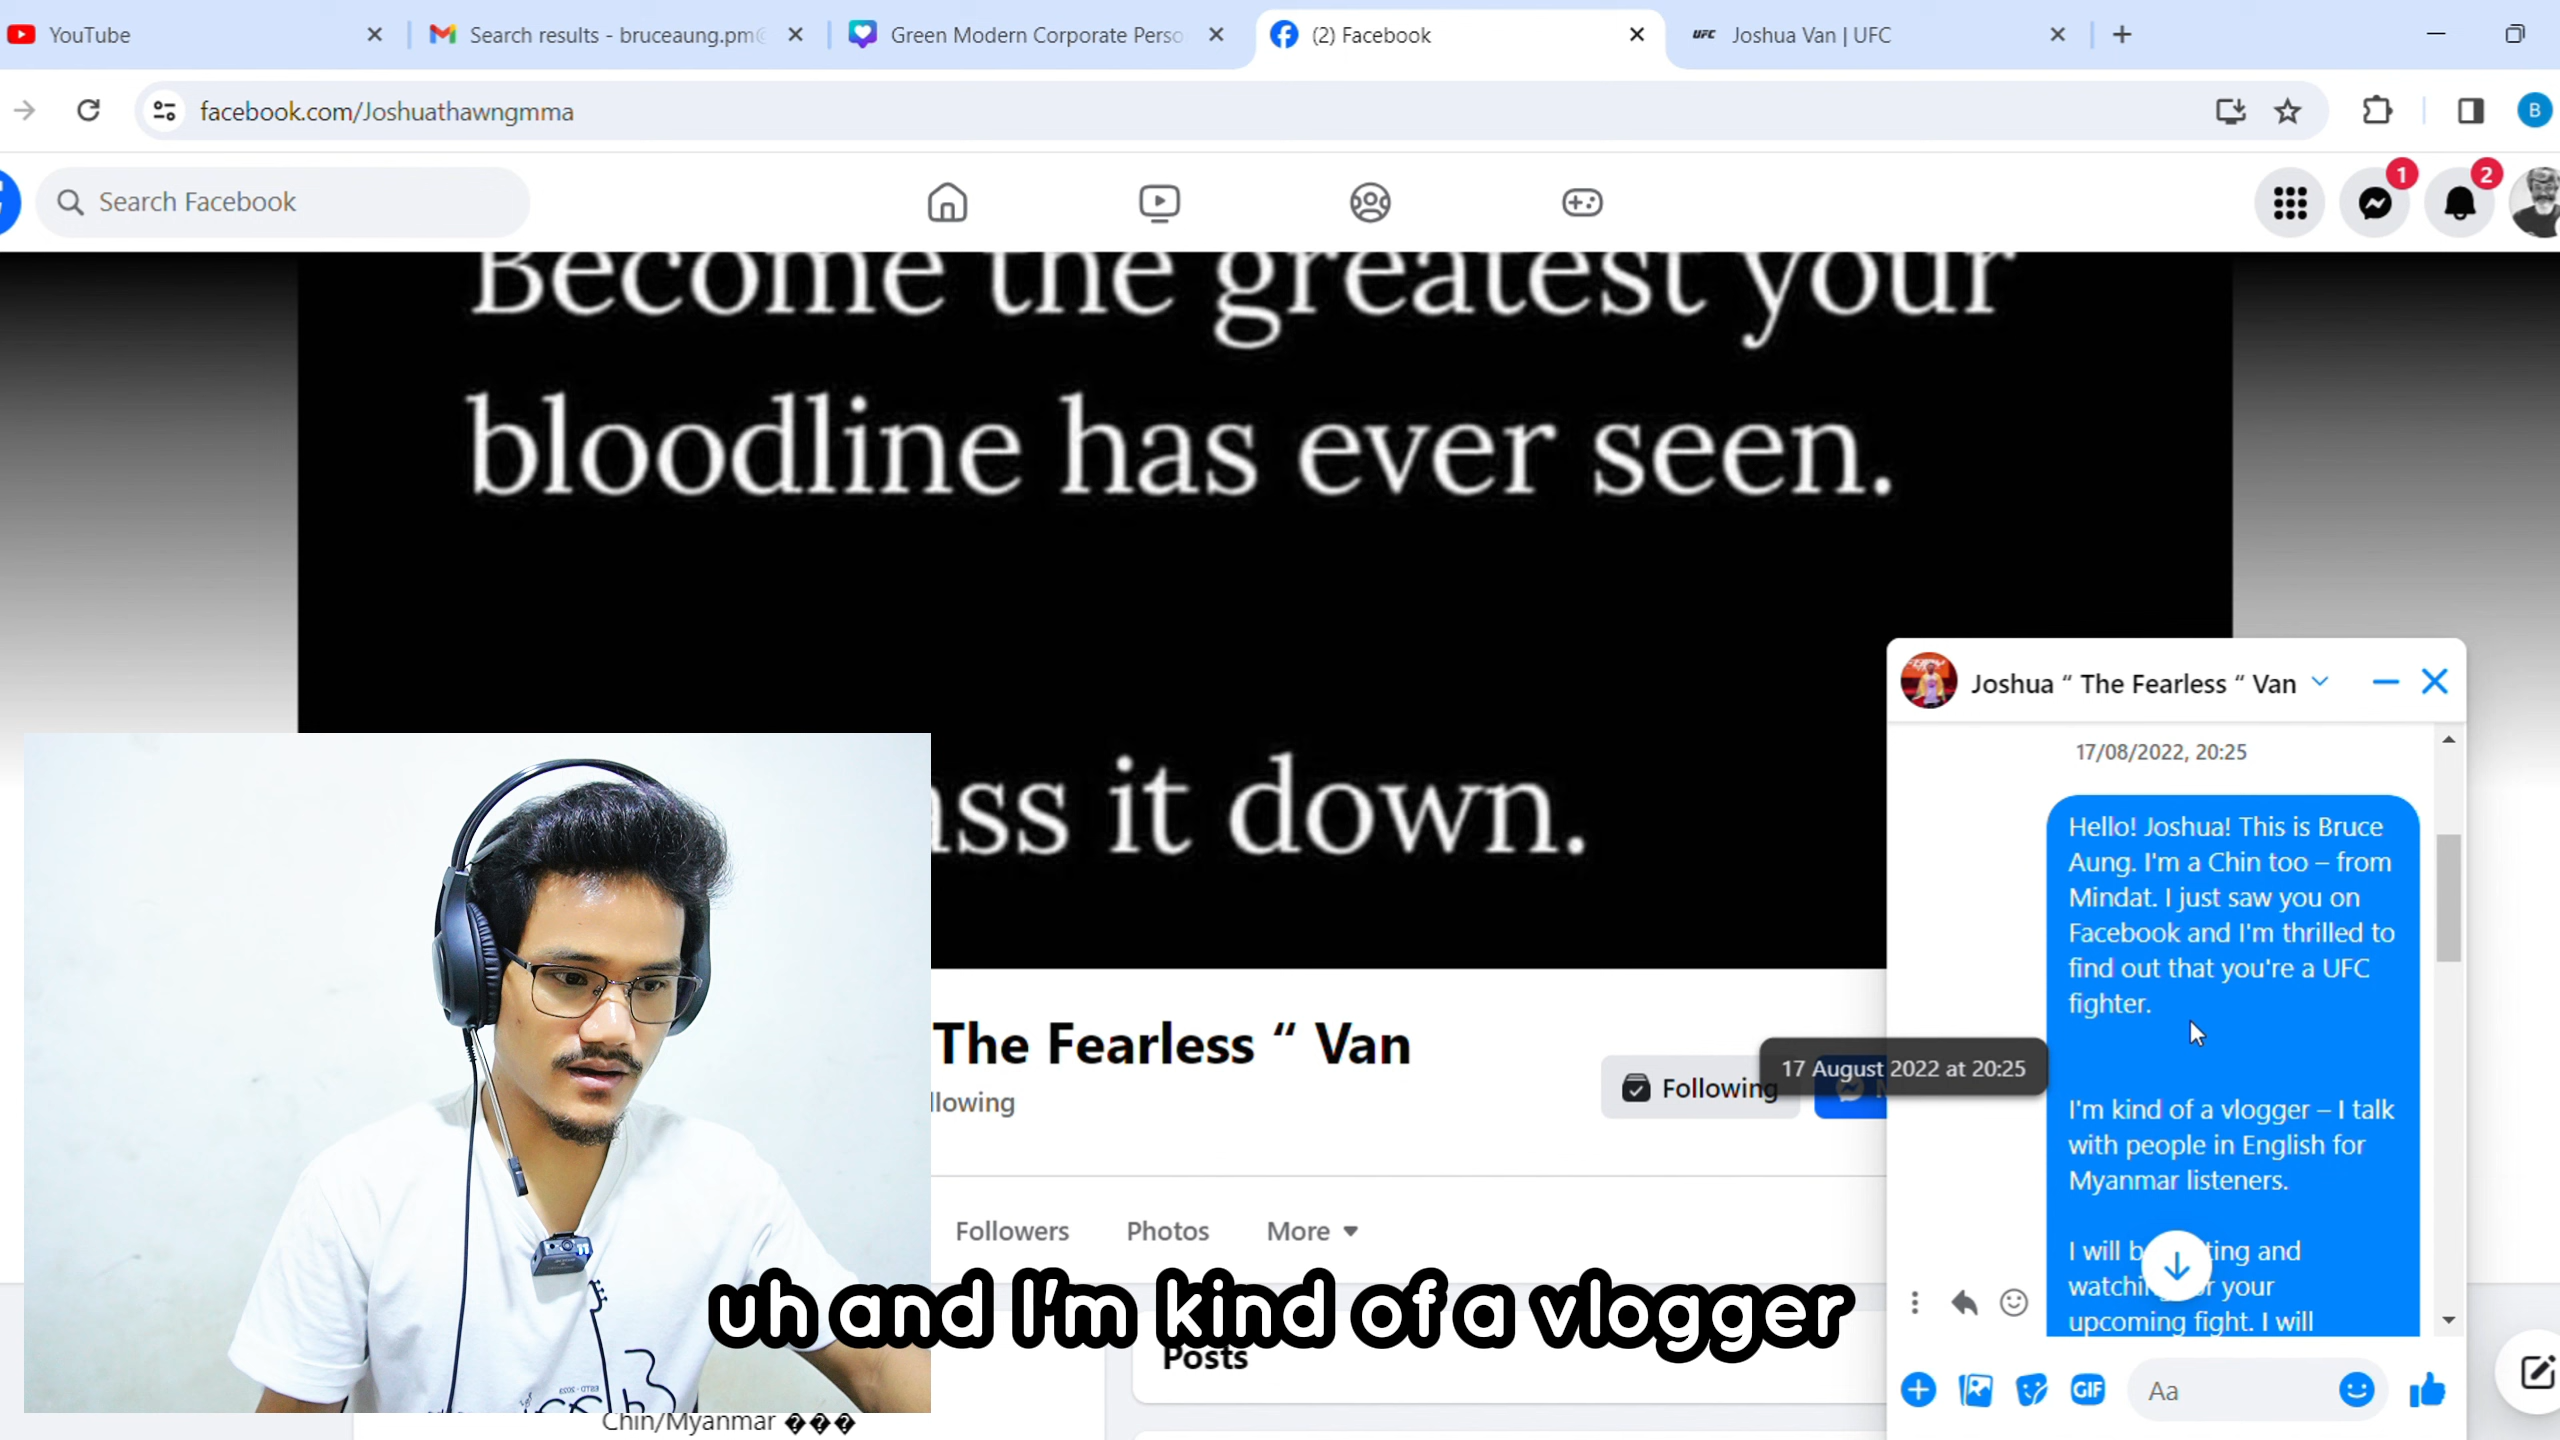 YouTube
Search results - bruceaung.pm@
Green Modern Corporate Perso
(2) Facebook
UFC Joshua Van | UFC
facebook.com/Joshuathawngmma
B
Search Facebook
1
2
Become the greatest your
bloodline has ever seen.
ass it down.
Joshua “ The Fearless “ Van
17/08/2022, 20:25
Hello! Joshua! This is Bruce
Aung. I'm a Chin too – from
Mindat. I just saw you on
Facebook and I'm thrilled to
find out that you're a UFC
fighter.
I'm kind of a vlogger – I talk
with people in English for
Myanmar listeners.
I will b ting and
watchin r your
upcoming fight. I will
The Fearless “ Van
llowing
Following
17 August 2022 at 20:25
Followers
Photos
More
uh and I'm kind of a vlogger
Posts
GIF
Aa
ESTD - 2023
Chin/Myanmar ���